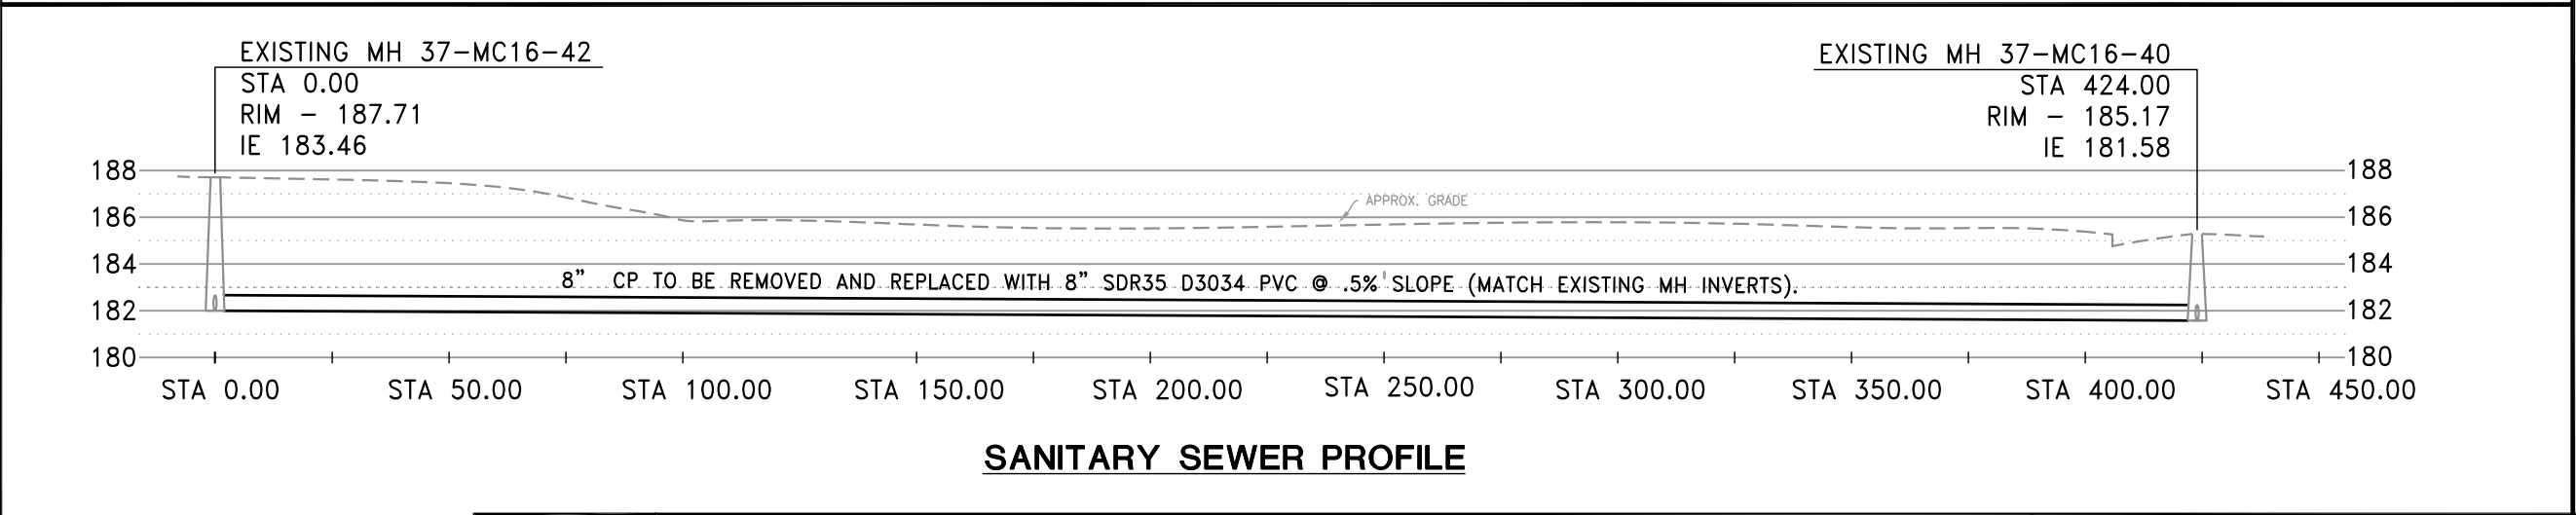 EXISTING MH 37-MC16-42
STA 0.00
RIM - 187.71
IE 183.46
EXISTING MH 37-MC16-40
STA 424.00
RIM - 185.17
IE 181.58
188
188
APPROX. GRADE
186
186
184
184
8" CP TO BE REMOVED AND REPLACED WITH 8" SDR35 D3034 PVC @ .5% SLOPE (MATCH EXISTING MH INVERTS).
182
182
180
180
STA 0.00 STA 50.00 STA 100.00 STA 150.00 STA 200.00 STA 250.00 STA 300.00 STA 350.00 STA 400.00 STA 450.00
SANITARY SEWER PROFILE